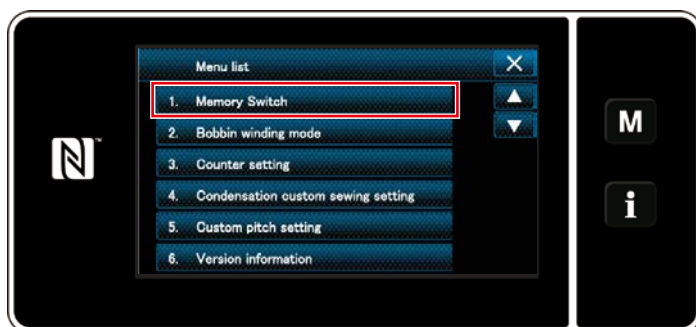 Menu list
1. Memory Switch
2. Bobbin winding mode
3. Counter setting
4. Condensation custom sewing setting
5. Custom pitch setting
6. Version information
M
i
N